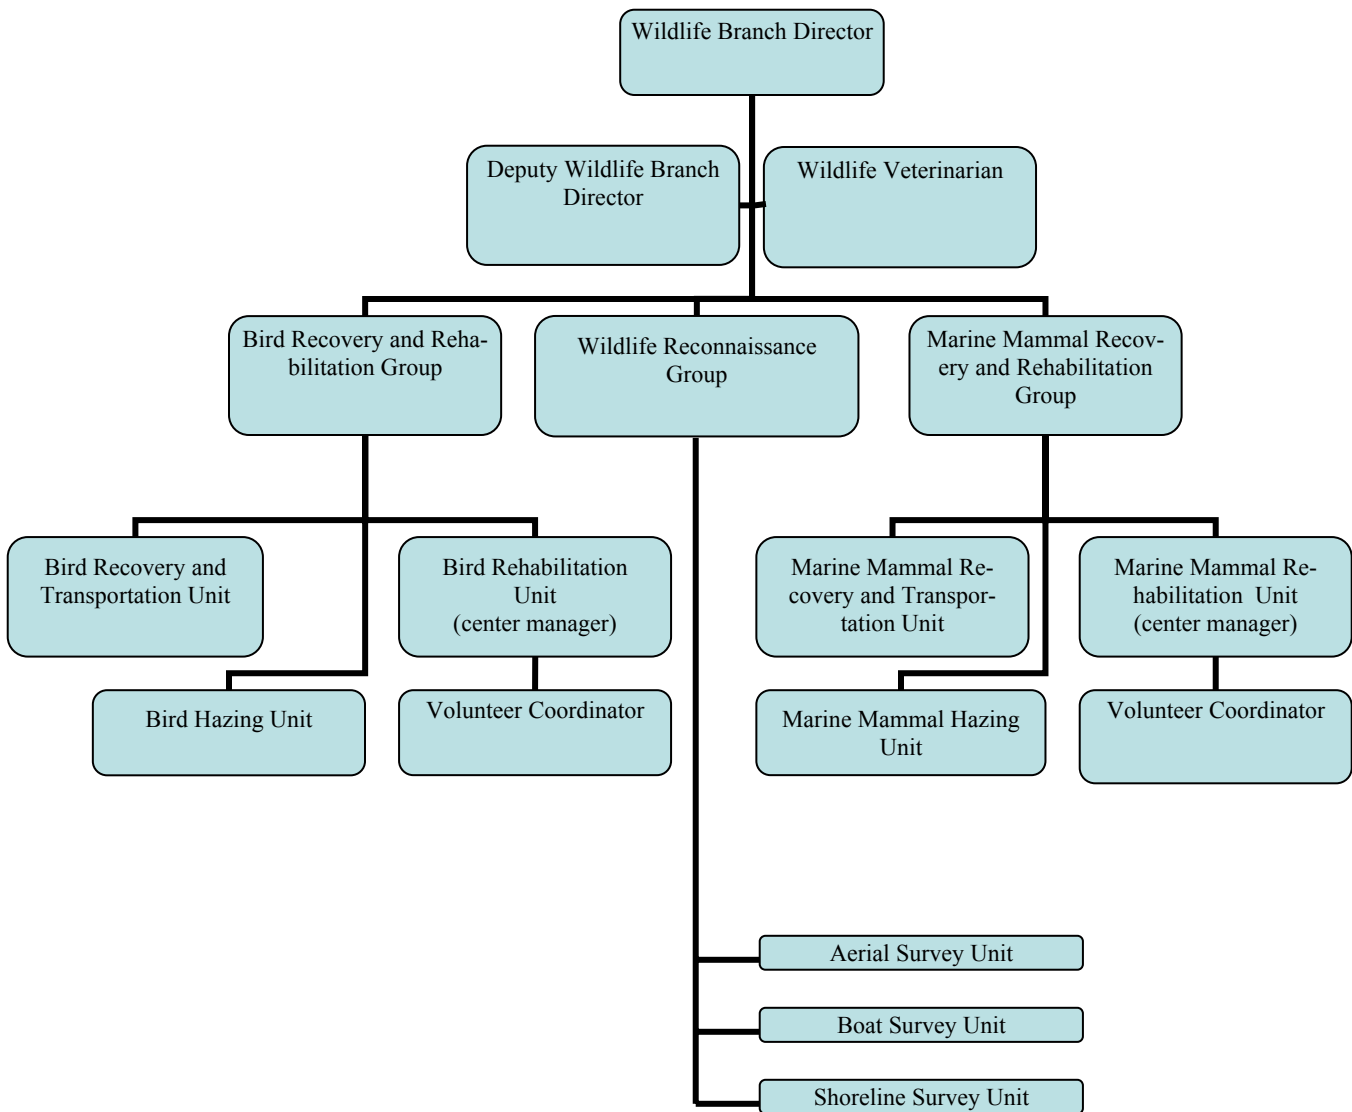 Wildlife Branch Director
Deputy Wildlife Branch
Director
Wildlife Veterinarian
Bird Recovery and Reha-
bilitation Group
Wildlife Reconnaissance
Group
Marine Mammal Recov-
ery and Rehabilitation
Group
Bird Recovery and
Transportation Unit
Bird Rehabilitation
Unit
(center manager)
Marine Mammal Re-
covery and Transpor-
tation Unit
Marine Mammal Re-
habilitation Unit
(center manager)
Bird Hazing Unit
Volunteer Coordinator
Marine Mammal Hazing
Unit
Volunteer Coordinator
Aerial Survey Unit
Boat Survey Unit
Shoreline Survey Unit